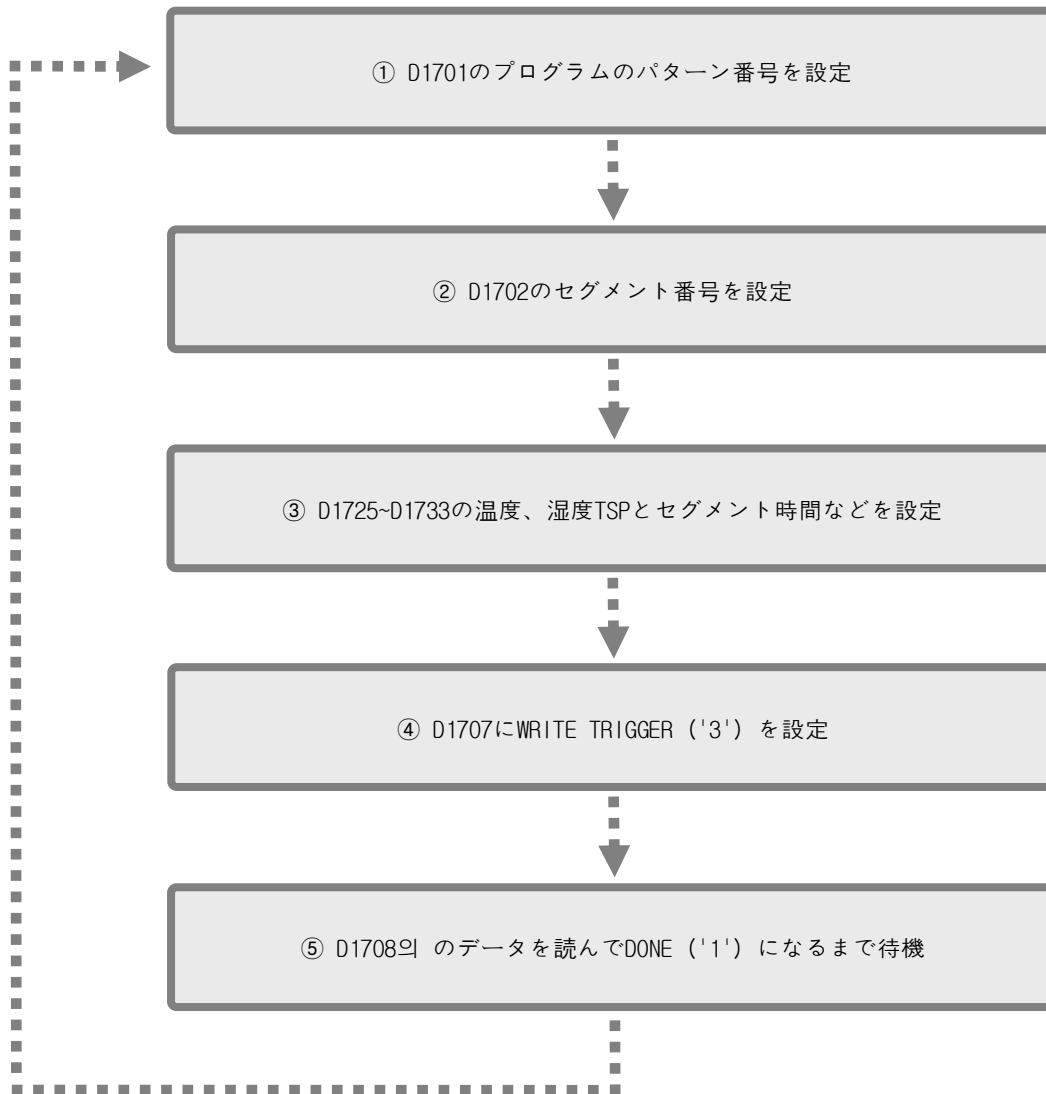 ① D1701のプログラムのパターン番号を設定
② D1702のセグメント番号を設定
③ D1725~D1733の温度、湿度TSPとセグメント時間などを設定
④ D1707にWRITE TRIGGER ('3') を設定
⑤ D1708의 のデータを読んでDONE ('1') になるまで待機